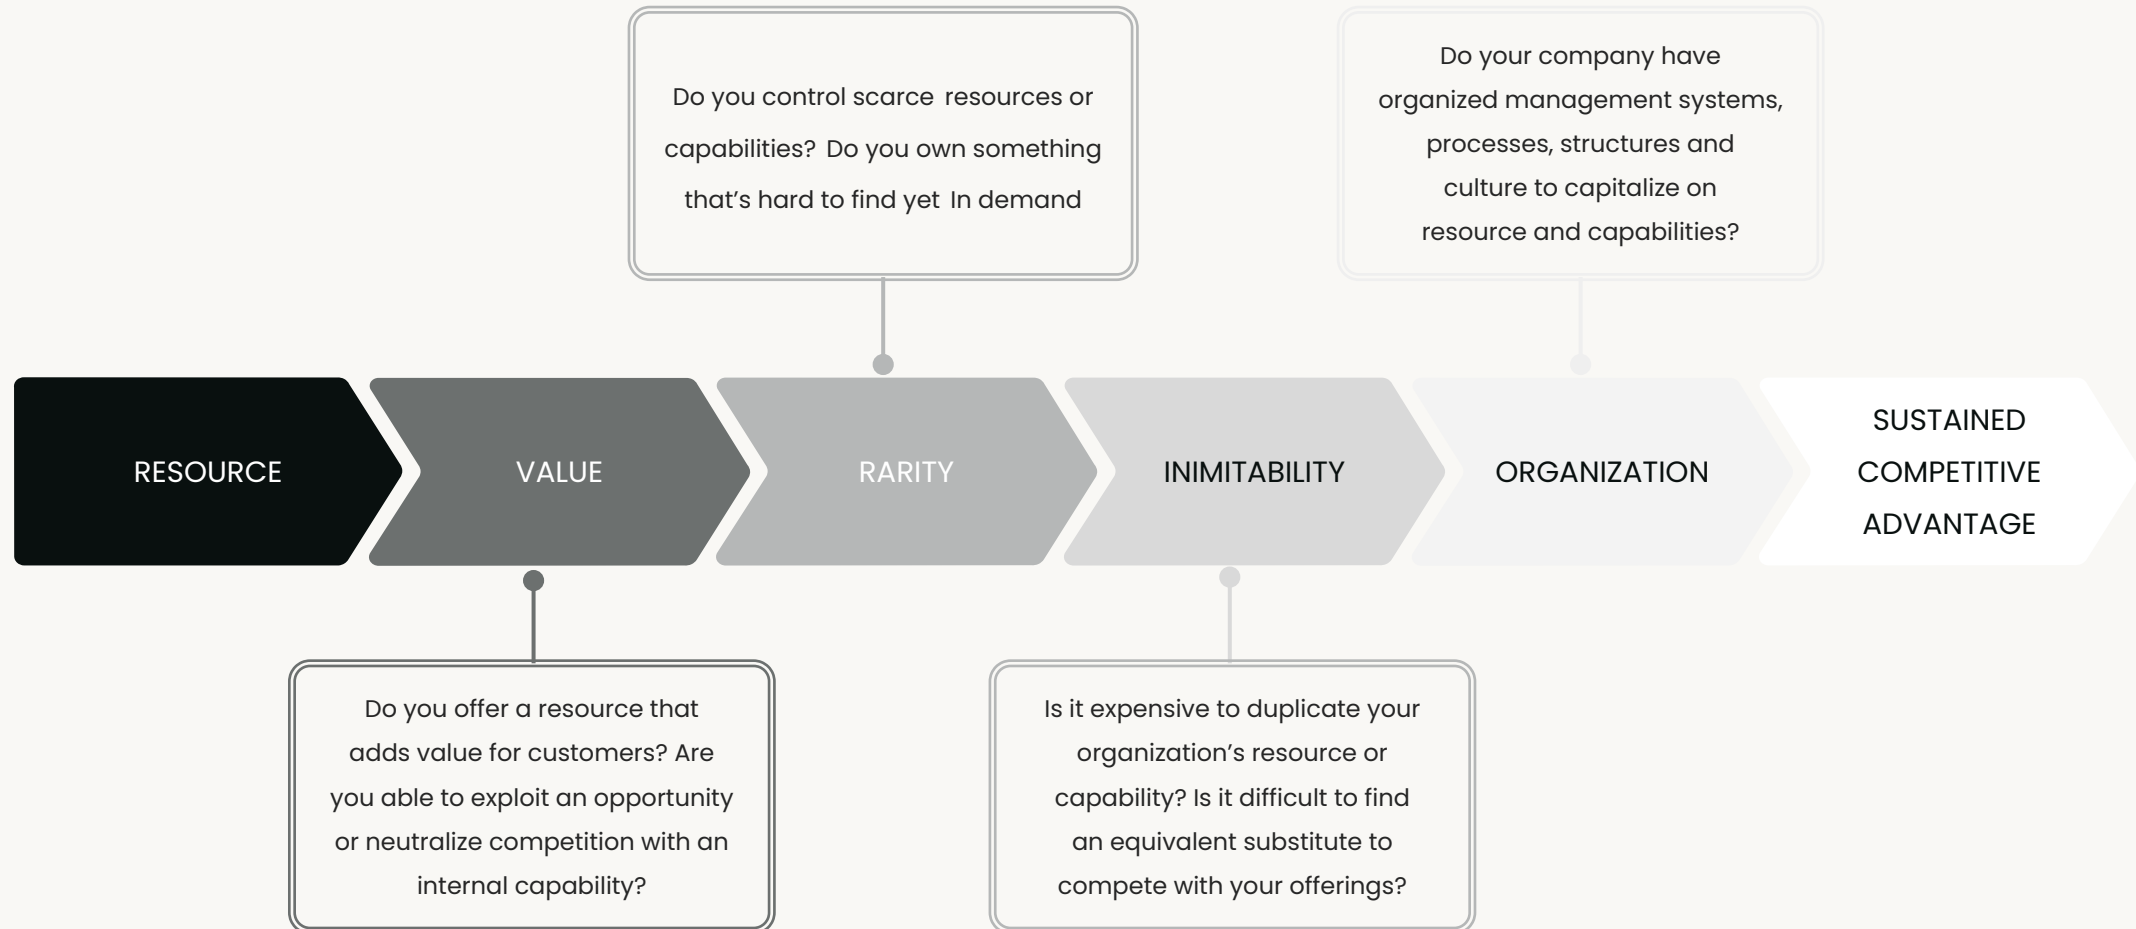 Do you control scarce resources or
capabilities? Do you own something
that’s hard to find yet In demand
Do your company have
organized management systems,
processes, structures and
culture to capitalize on
resource and capabilities?
RESOURCE
VALUE
RARITY
INIMITABILITY
ORGANIZATION
SUSTAINED
COMPETITIVE
ADVANTAGE
Do you offer a resource that
adds value for customers? Are
you able to exploit an opportunity
or neutralize competition with an
internal capability?
Is it expensive to duplicate your
organization’s resource or
capability? Is it difficult to find
an equivalent substitute to
compete with your offerings?